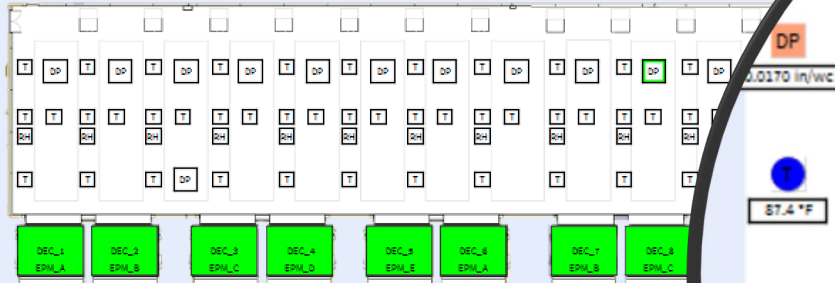 T DP T DP T DP T DP T DP T DP T DP T DP T DP T DP T DP
DP
0.0170 in/wc
T T T T T T T T T T T T T T T T T T T T T
RH RH RH RH RH RH RH RH RH RH RH
T T T DP T T T T T T T T
T
87.4 °F
DEC_1 DEC_2 DEC_3 DEC_4 DEC_5 DEC_6 DEC_7 DEC_8
EPM_A EPM_B EPM_C EPM_D EPM_E EPM_A EPM_B EPM_C